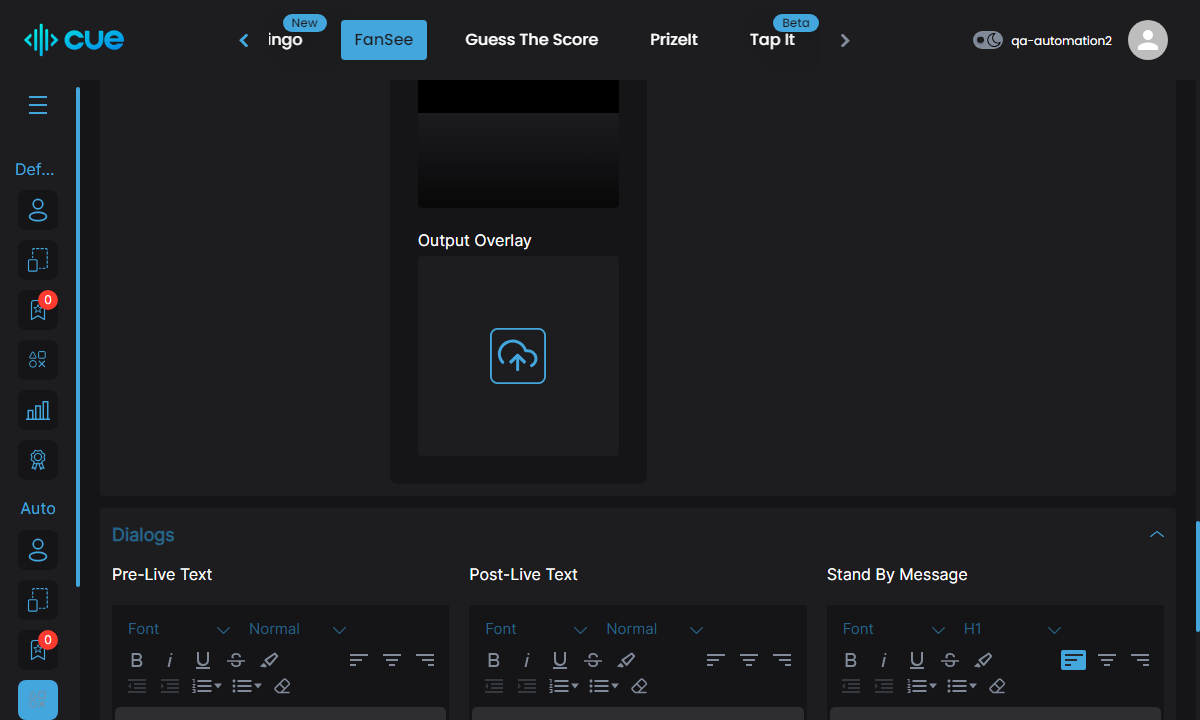 cue
ingo
New
FanSee
Guess The Score
PrizeIt
Tap It
Beta
qa-automation2
Def...
0
Auto
0
Output Overlay
Dialogs
Pre-Live Text
Post-Live Text
Stand By Message
Font
Normal
Font
Normal
Font
H1